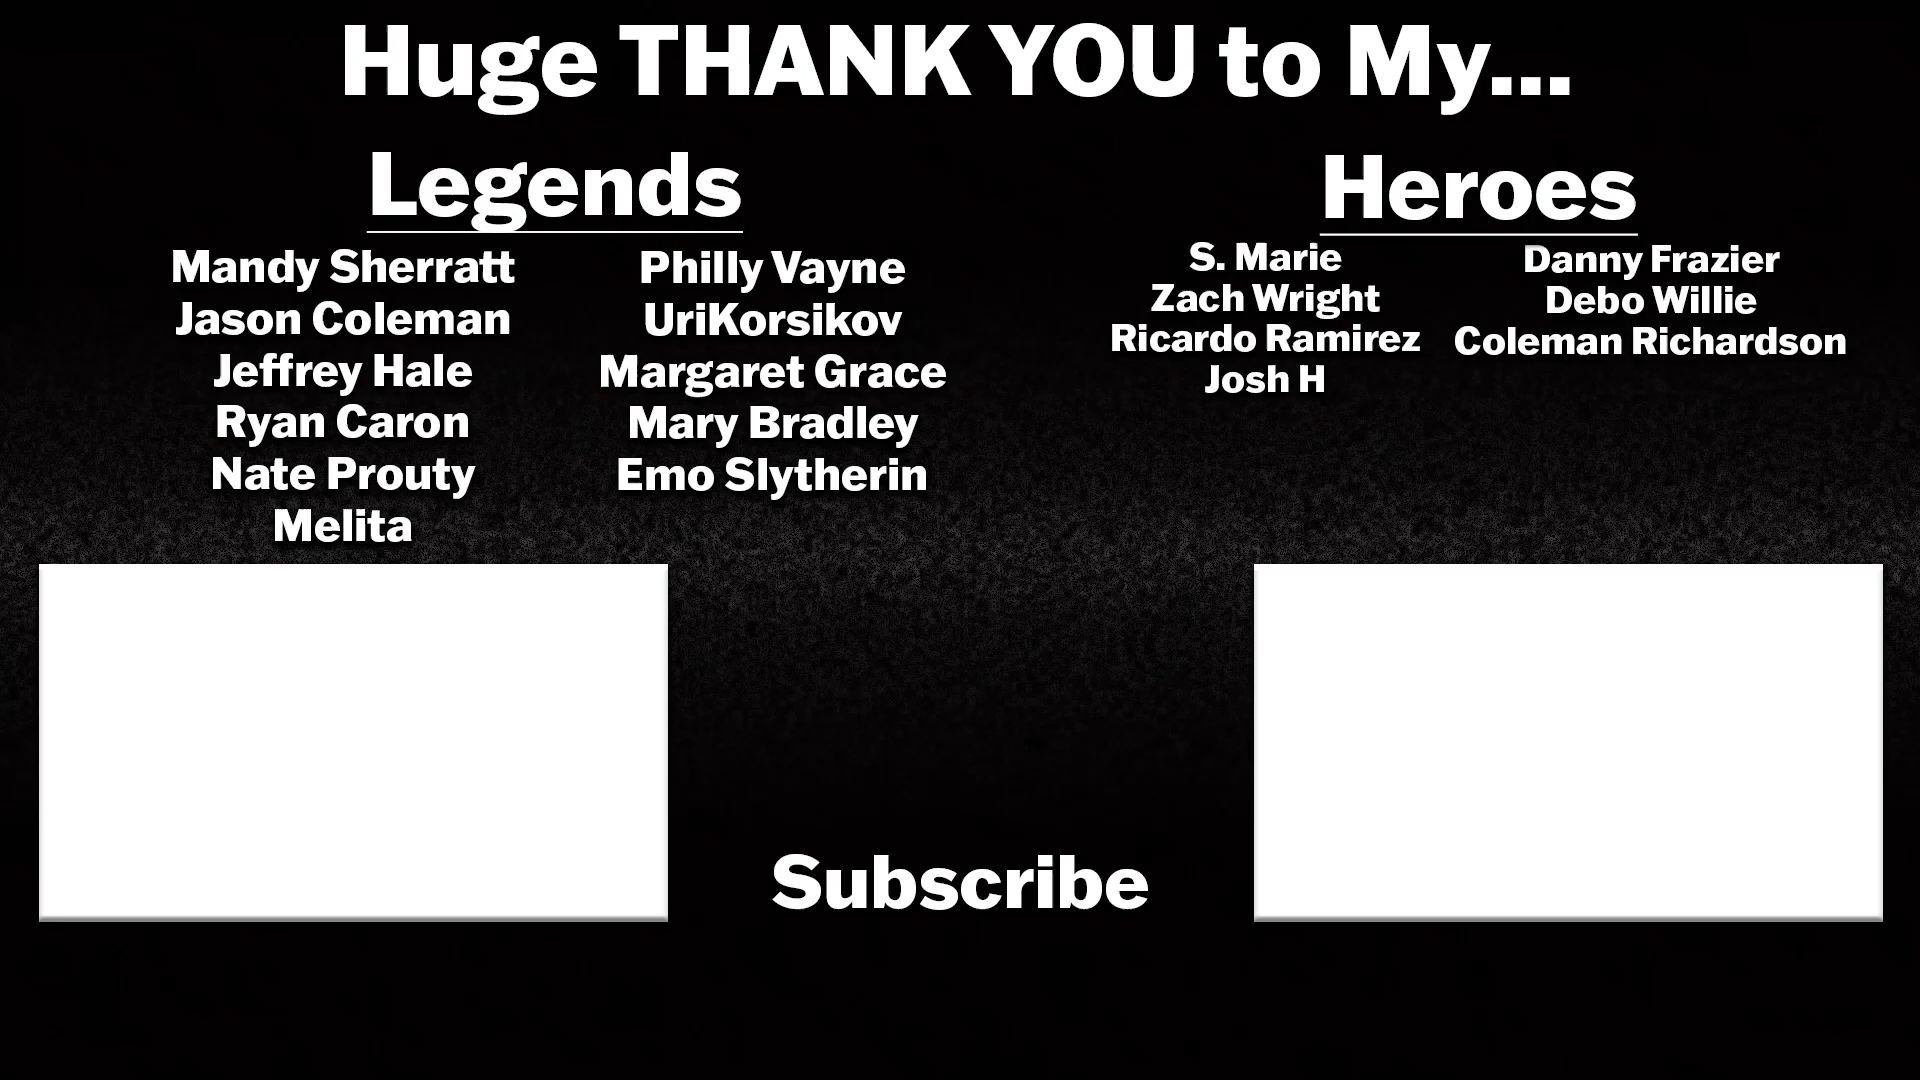 Huge THANK YOU to My...
Legends
Mandy Sherratt
Jason Coleman
Jeffrey Hale
Ryan Caron
Nate Prouty
Melita
Philly Vayne
UriKorsikov
Margaret Grace
Mary Bradley
Emo Slytherin
Heroes
S. Marie
Zach Wright
Ricardo Ramirez
Josh H
Danny Frazier
Debo Willie
Coleman Richardson
Subscribe